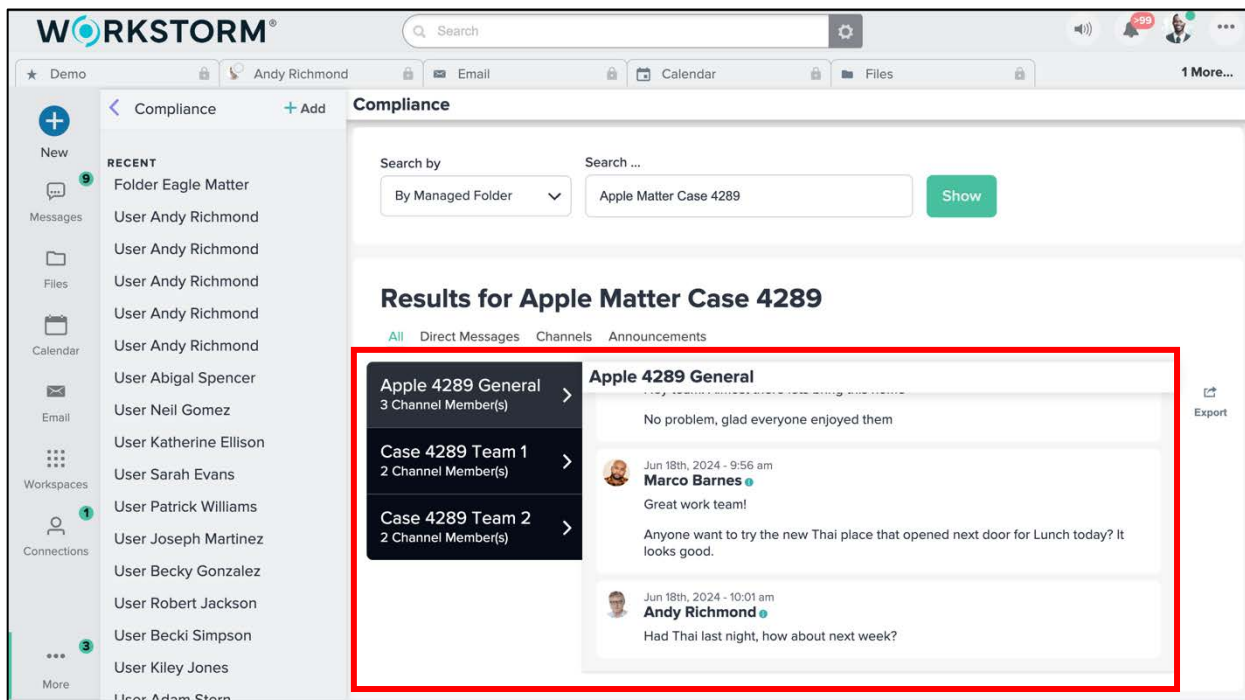 WORKSTORM®
Search
>99
Demo
Andy Richmond
Email
Calendar
Files
1 More...
New
9
Messages
Files
Calendar
Email
Workspaces
1
Connections
3
More
Compliance
+ Add
RECENT
Folder Eagle Matter
User Andy Richmond
User Andy Richmond
User Andy Richmond
User Andy Richmond
User Andy Richmond
User Abigal Spencer
User Neil Gomez
User Katherine Ellison
User Sarah Evans
User Patrick Williams
User Joseph Martinez
User Becky Gonzalez
User Robert Jackson
User Becki Simpson
User Kiley Jones
User Adam Stern
Compliance
Search by
Search ...
By Managed Folder
Apple Matter Case 4289
Show
Results for Apple Matter Case 4289
All Direct Messages Channels Announcements
Apple 4289 General
3 Channel Member(s)
Case 4289 Team 1
2 Channel Member(s)
Case 4289 Team 2
2 Channel Member(s)
Apple 4289 General
No problem, glad everyone enjoyed them
Jun 18th, 2024 - 9:56 am
Marco Barnes
Great work team!
Anyone want to try the new Thai place that opened next door for Lunch today? It
looks good.
Jun 18th, 2024 - 10:01 am
Andy Richmond
Had Thai last night, how about next week?
Export